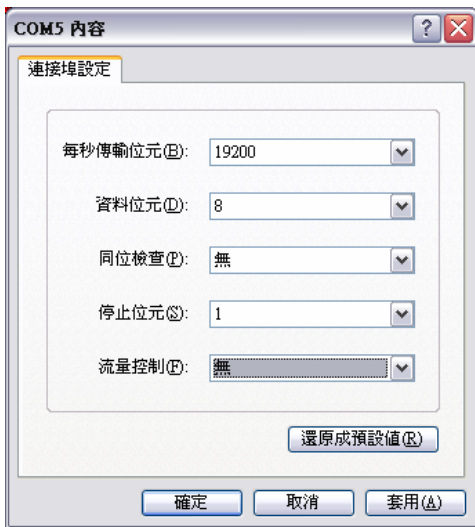 COM5 內容
連接埠設定
每秒傳輸位元(B): 19200
資料位元(D): 8
同位檢查(P): 無
停止位元(S): 1
流量控制(F): 無
還原成預設值(R)
確定 取消 套用(A)